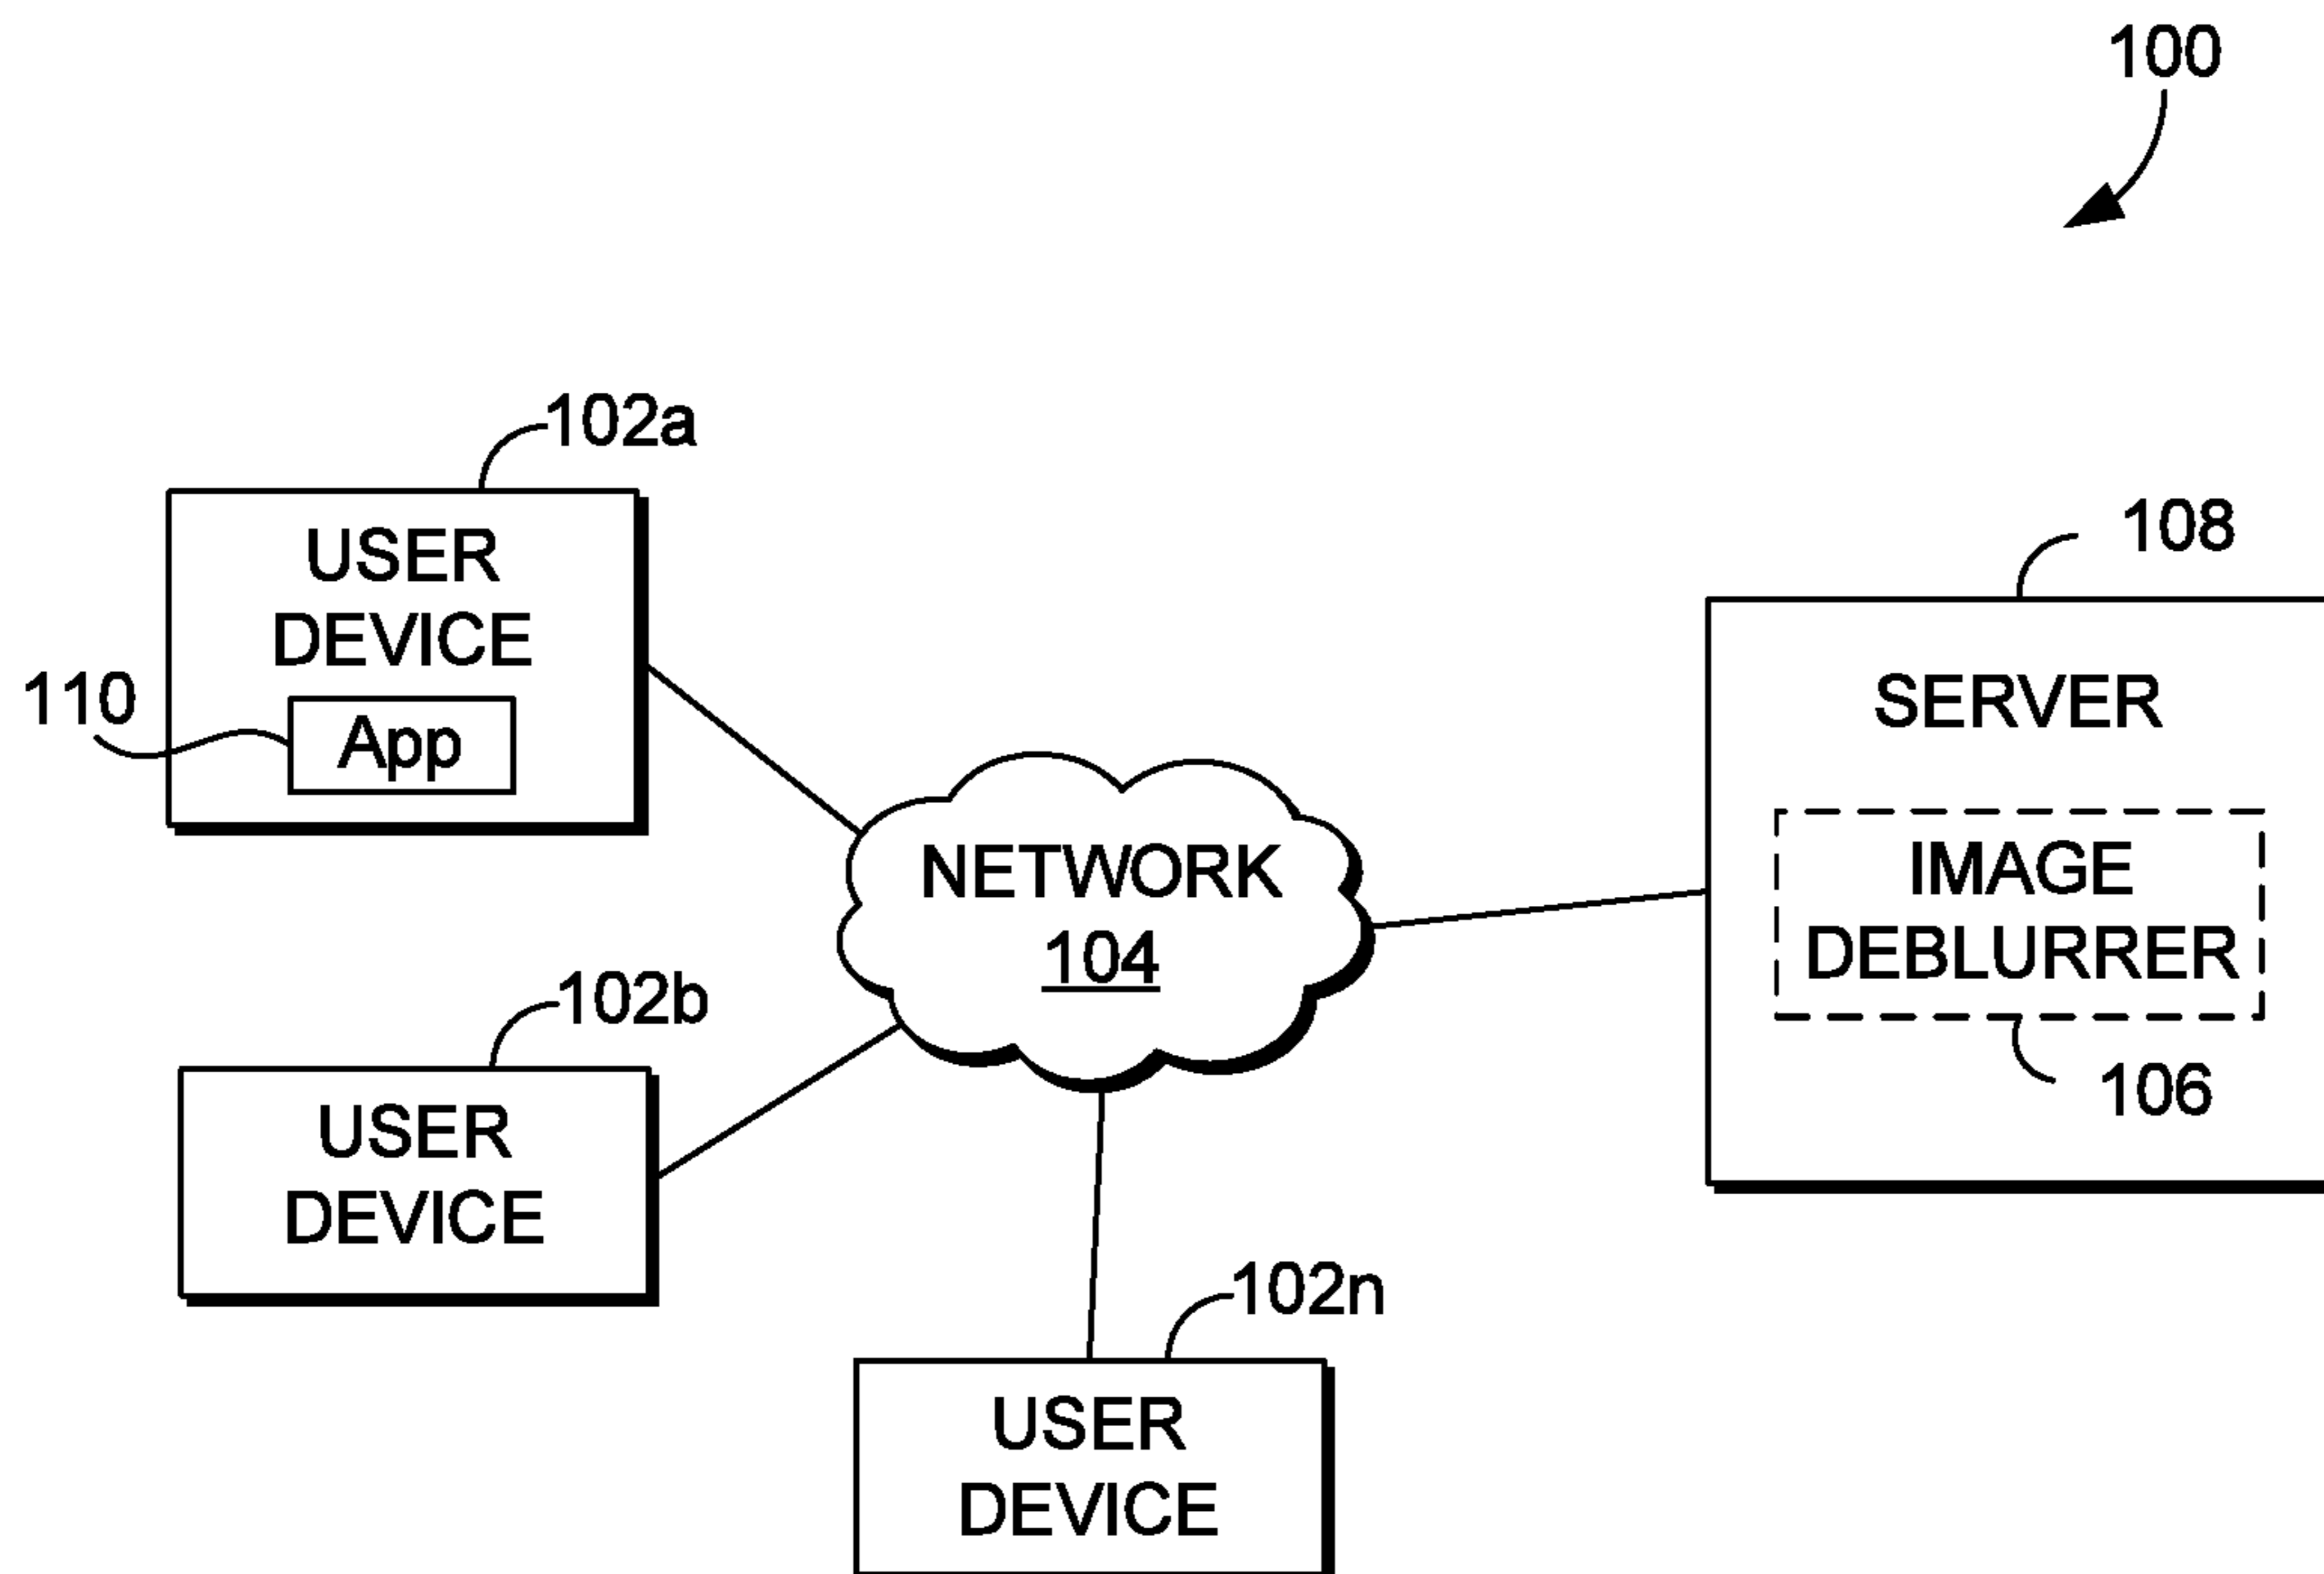 100
102a
USER
DEVICE
110
App
108
SERVER
IMAGE
DEBLURRER
106
NETWORK
104
102b
USER
DEVICE
102n
USER
DEVICE